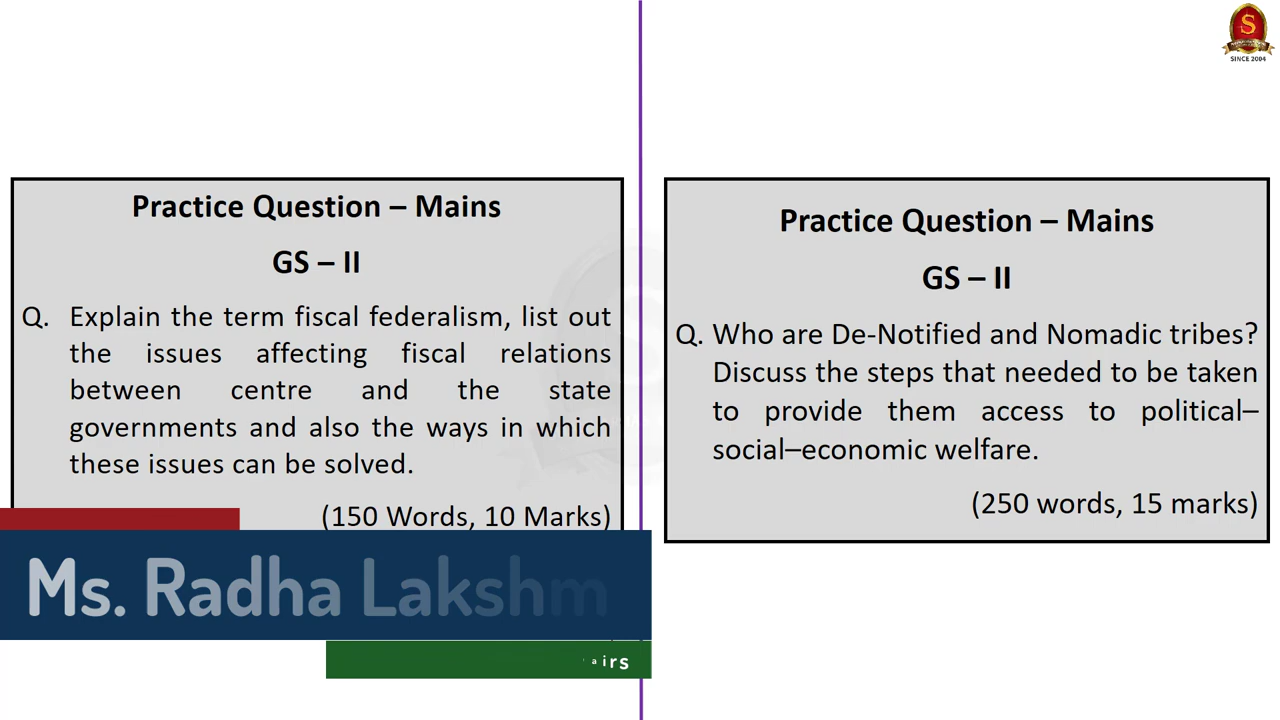 S
SINCE 2004
Practice Question – Mains
GS – II
Q. Explain the term fiscal federalism, list out
the issues affecting fiscal relations
between centre and the state
governments and also the ways in which
these issues can be solved.
(150 Words, 10 Marks)
Practice Question – Mains
GS – II
Q. Who are De-Notified and Nomadic tribes?
Discuss the steps that needed to be taken
to provide them access to political–
social–economic welfare.
(250 words, 15 marks)
Ms. Radha Lakshm
airs